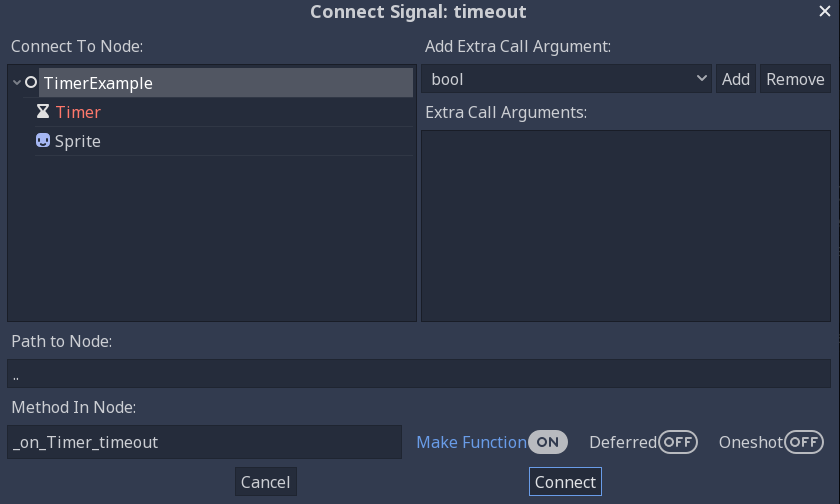 Connect Signal: timeout
Connect To Node:
Add Extra Call Argument:
TimerExample
bool
Add
Remove
Timer
Extra Call Arguments:
Sprite
Path to Node:
..
Method In Node:
_on_Timer_timeout
Make Function ON
Deferred OFF
Oneshot OFF
Cancel
Connect